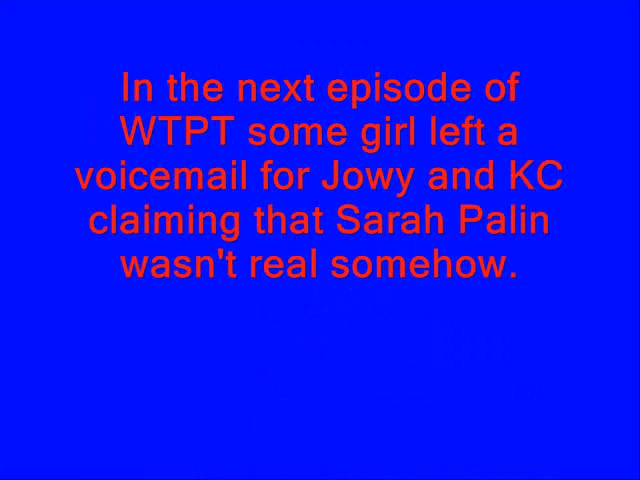 In the next episode of
WTPT some girl left a
voicemail for Jowy and KC
claiming that Sarah Palin
wasn't real somehow.